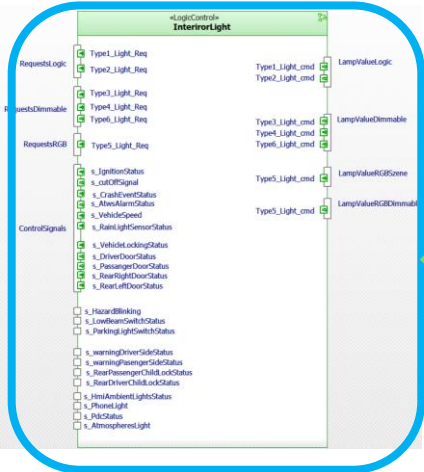 «LogicControl»
InterirorLight
RequestsLogic
Type1_Light_Req
Type2_Light_Req
RequestsDimmable
Type3_Light_Req
Type4_Light_Req
Type6_Light_Req
RequestsRGB
Type5_Light_Req
ControlSignals
s_IgnitionStatus
s_cutOffSignal
s_CrashEventStatus
s_AtwsAlarmStatus
s_VehicleSpeed
s_RainLightSensorStatus
s_VehicleLockingStatus
s_DriverDoorStatus
s_PassangerDoorStatus
s_RearRightDoorStatus
s_RearLeftDoorStatus
s_HazardBlinking
s_LowBeamSwitchStatus
s_ParkingLightSwitchStatus
s_warningDriverSideStatus
s_warningPasengerSideStatus
s_RearPassengerChildLockStatus
s_RearDriverChildLockStatus
s_HmiAmbientLightsStatus
s_PhoneLight
s_PdcStatus
s_AtmospheresLight
Type1_Light_cmd
Type2_Light_cmd
LampValueLogic
Type3_Light_cmd
Type4_Light_cmd
Type6_Light_cmd
LampValueDimmable
Type5_Light_cmd
LampValueRGBSzene
Type5_Light_cmd
LampValueRGBDimmabl